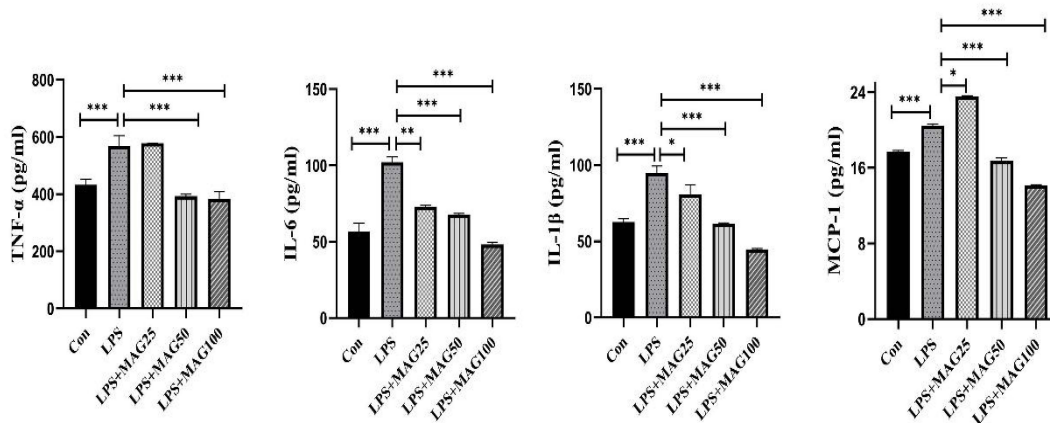 TNF-α (pg/ml)
800
600
400
200
0
***
***
***
Con
LPS
LPS+MAG25
LPS+MAG50
LPS+MAG100
IL-6 (pg/ml)
150
100
50
0
***
***
***
**
Con
LPS
LPS+MAG25
LPS+MAG50
LPS+MAG100
IL-1β (pg/ml)
150
100
50
0
***
***
***
*
Con
LPS
LPS+MAG25
LPS+MAG50
LPS+MAG100
MCP-1 (pg/ml)
24
16
8
0
***
***
*
***
Con
LPS
LPS+MAG25
LPS+MAG50
LPS+MAG100